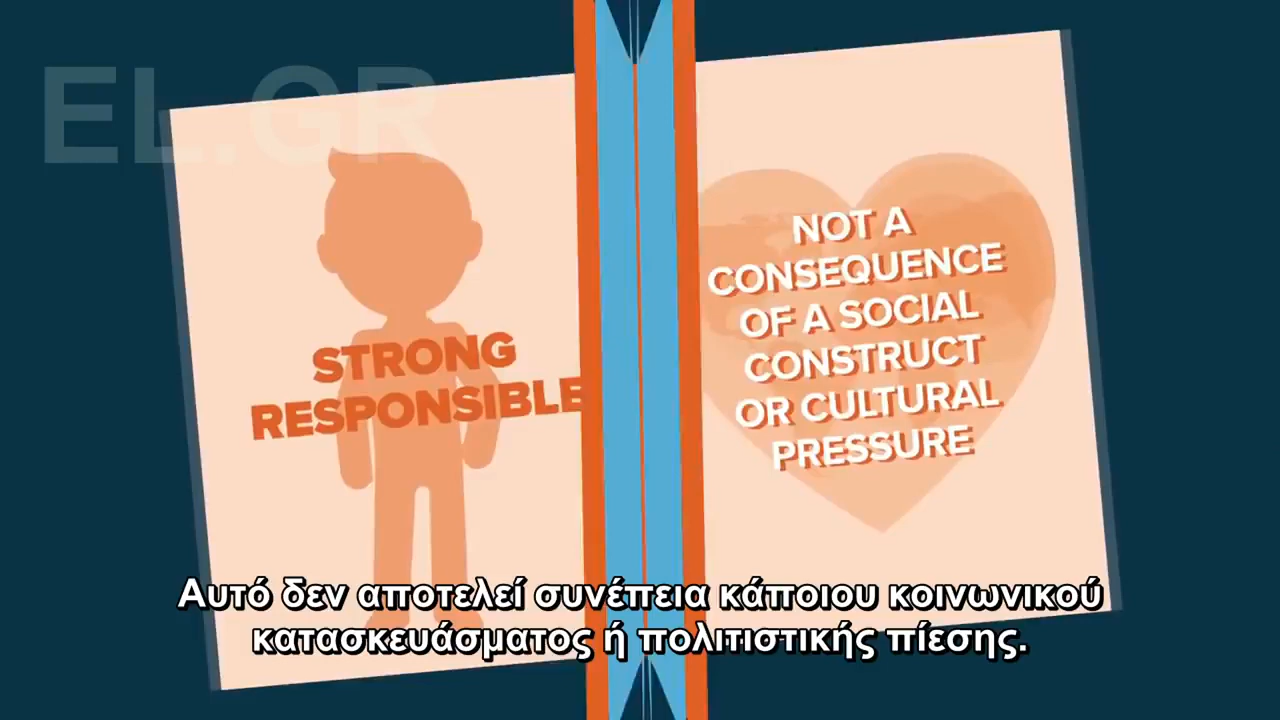 EL.GR
STRONG
RESPONSIBLE
NOT A
CONSEQUENCE
OF A SOCIAL
CONSTRUCT
OR CULTURAL
PRESSURE
Αυτό δεν αποτελεί συνέπεια κάποιου κοινωνικού
κατασκευάσματος ή πολιτιστικής πίεσης.